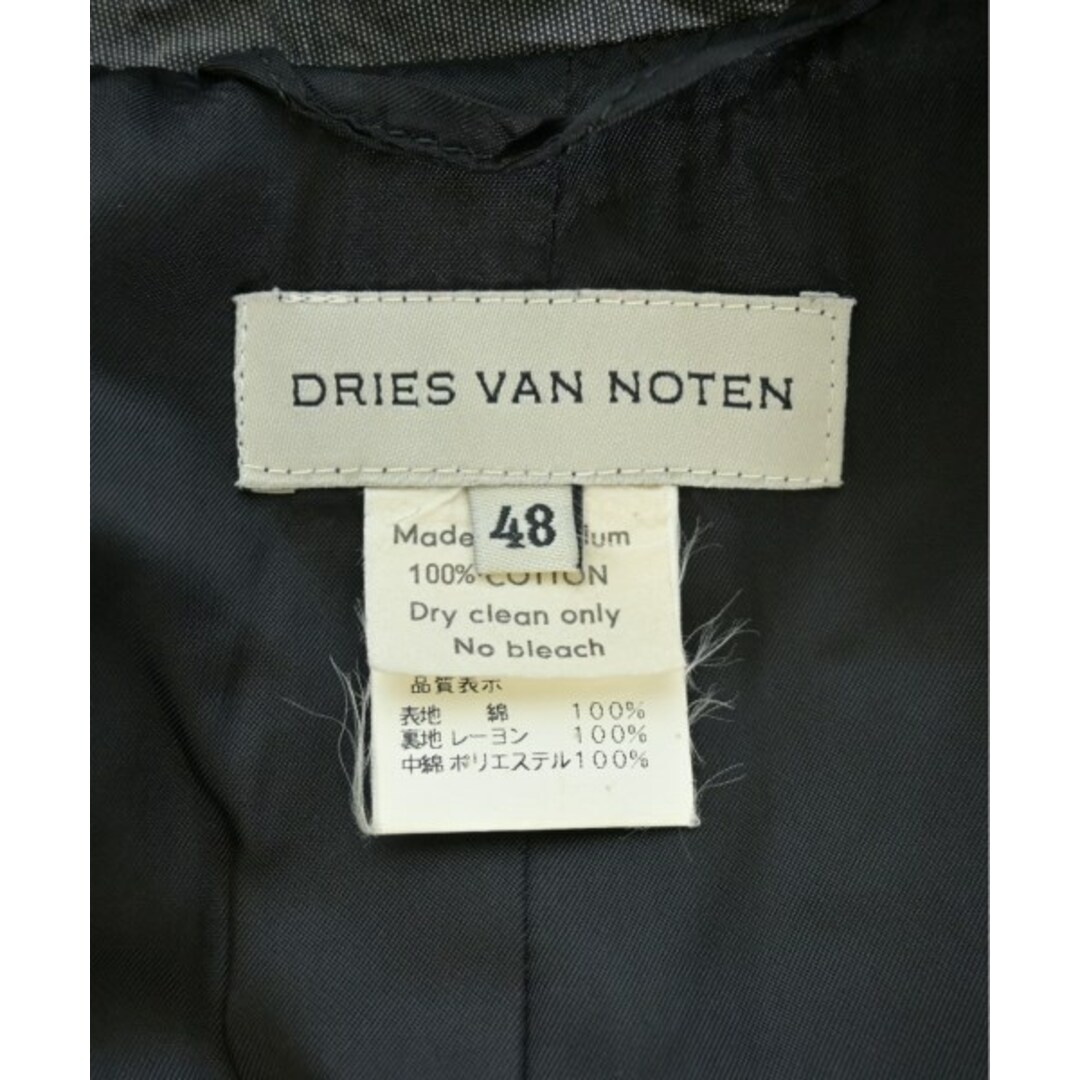 DRIES VAN NOTEN
48
Made lum
100% COTTON
Dry clean only
No bleach
品質表示
表地 綿 100%
裏地 レーヨン 100%
中綿 ポリエステル100%